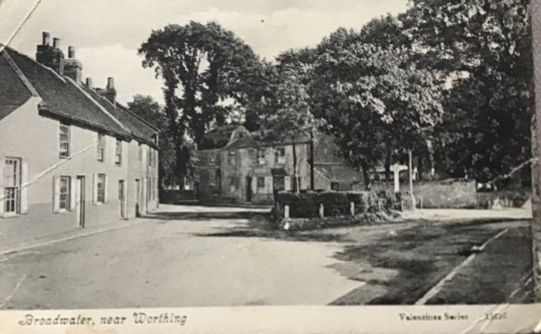 Broadwater, near Worthing
Valentines Series